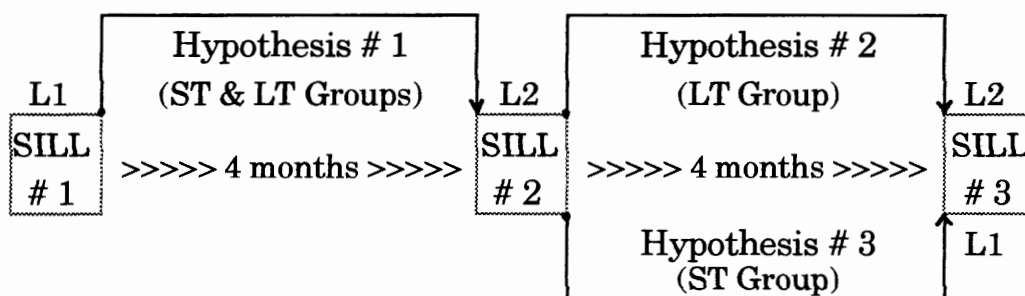 Hypothesis # 1
Hypothesis # 2
L1
(ST & LT Groups)
L2
(LT Group)
L2
SILL
# 1
>>>>> 4 months >>>>>
SILL
# 2
>>>>> 4 months >>>>>
SILL
# 3
Hypothesis # 3
(ST Group)
L1